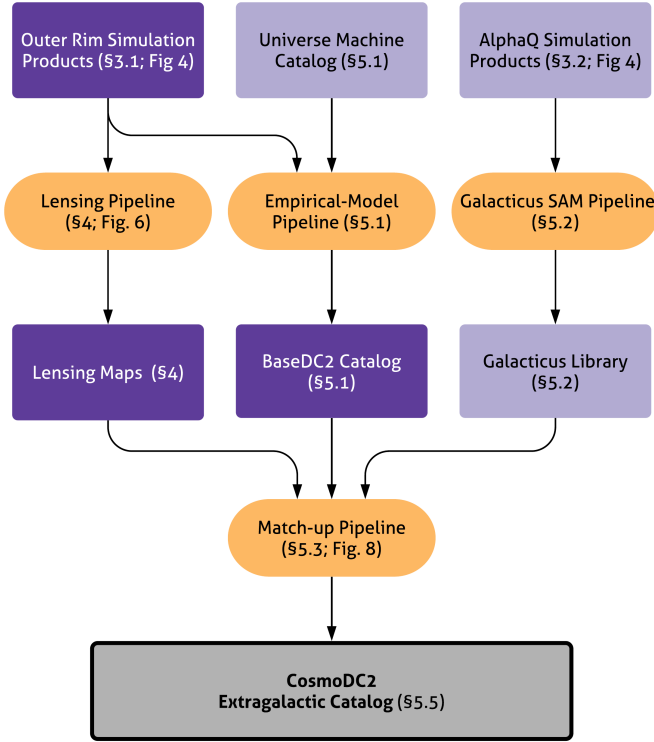 Outer Rim Simulation
Products (§3.1; Fig 4)
Universe Machine
Catalog (§5.1)
AlphaQ Simulation
Products (§3.2; Fig 4)
Lensing Pipeline
(§4; Fig. 6)
Empirical-Model
Pipeline (§5.1)
Galacticus SAM Pipeline
(§5.2)
Lensing Maps (§4)
BaseDC2 Catalog
(§5.1)
Galacticus Library
(§5.2)
Match-up Pipeline
(§5.3; Fig. 8)
CosmoDC2
Extragalactic Catalog (§5.5)